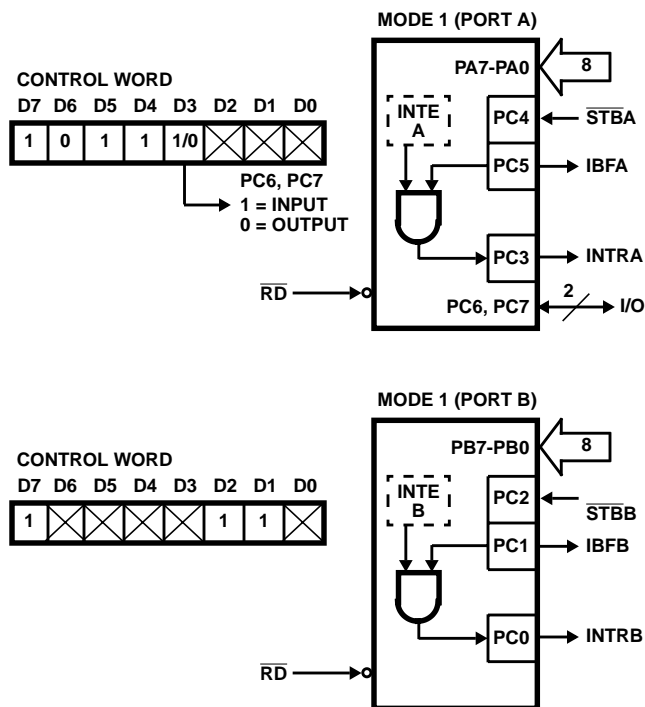 MODE 1 (PORT A)
CONTROL WORD
D7 D6 D5 D4 D3 D2 D1 D0
1 0 1 1 1/0
PC6, PC7
1 = INPUT
0 = OUTPUT
PA7-PA0
8
INTE
A
PC4
STBA
PC5
IBFA
PC3
INTRA
RD
PC6, PC7
2
I/O
MODE 1 (PORT B)
CONTROL WORD
D7 D6 D5 D4 D3 D2 D1 D0
1 1 1
PB7-PB0
8
INTE
B
PC2
STBB
PC1
IBFB
PC0
INTRB
RD